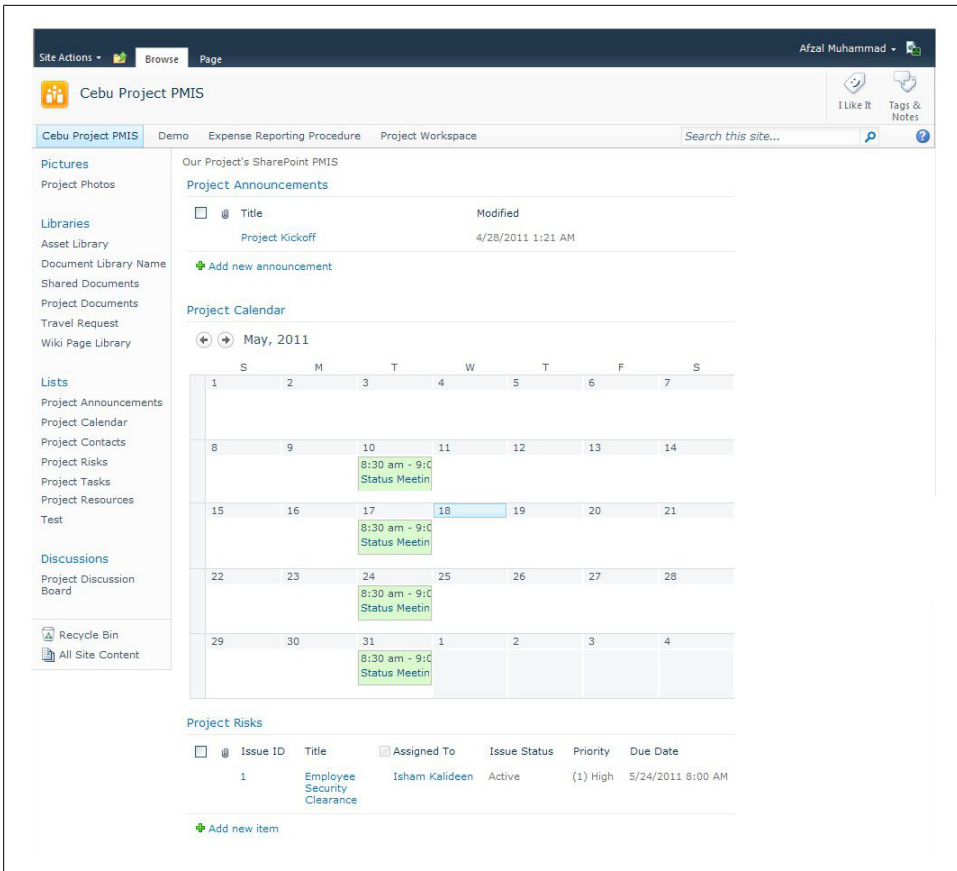 Afzal Muhammad
Site Actions Browse Page
Cebu Project PMIS
I Like It Tags & Notes
Cebu Project PMIS Demo Expense Reporting Procedure Project Workspace Search this site...
Pictures
Project Photos
Libraries
Asset Library
Document Library Name
Shared Documents
Project Documents
Travel Request
Wiki Page Library
Lists
Project Announcements
Project Calendar
Project Contacts
Project Risks
Project Tasks
Project Resources
Test
Discussions
Project Discussion
Board
Recycle Bin
All Site Content
Our Project's SharePoint PMIS
Project Announcements
Title Modified
Project Kickoff 4/28/2011 1:21 AM
Add new announcement
Project Calendar
May, 2011
S M T W T F S
1 2 3 4 5 6 7
8 9 10 11 12 13 14
8:30 am - 9:0
Status Meetin
15 16 17 18 19 20 21
8:30 am - 9:0
Status Meetin
22 23 24 25 26 27 28
8:30 am - 9:0
Status Meetin
29 30 31 1 2 3 4
8:30 am - 9:0
Status Meetin
Project Risks
Issue ID Title Assigned To Issue Status Priority Due Date
1 Employee Isham Kalideen Active (1) High 5/24/2011 8:00 AM
Security
Clearance
Add new item